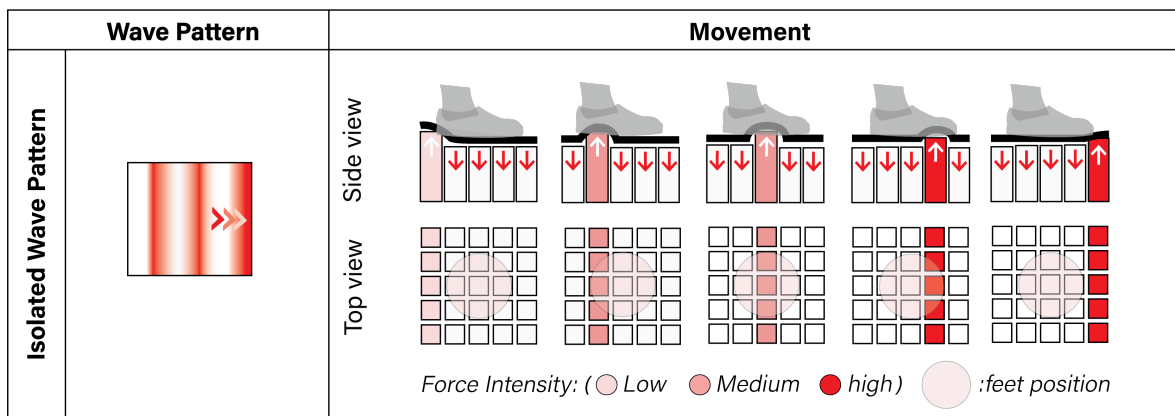 Wave Pattern
Movement
Isolated Wave Pattern
Side view
Top view
Force Intensity: ( Low Medium high ) :feet position